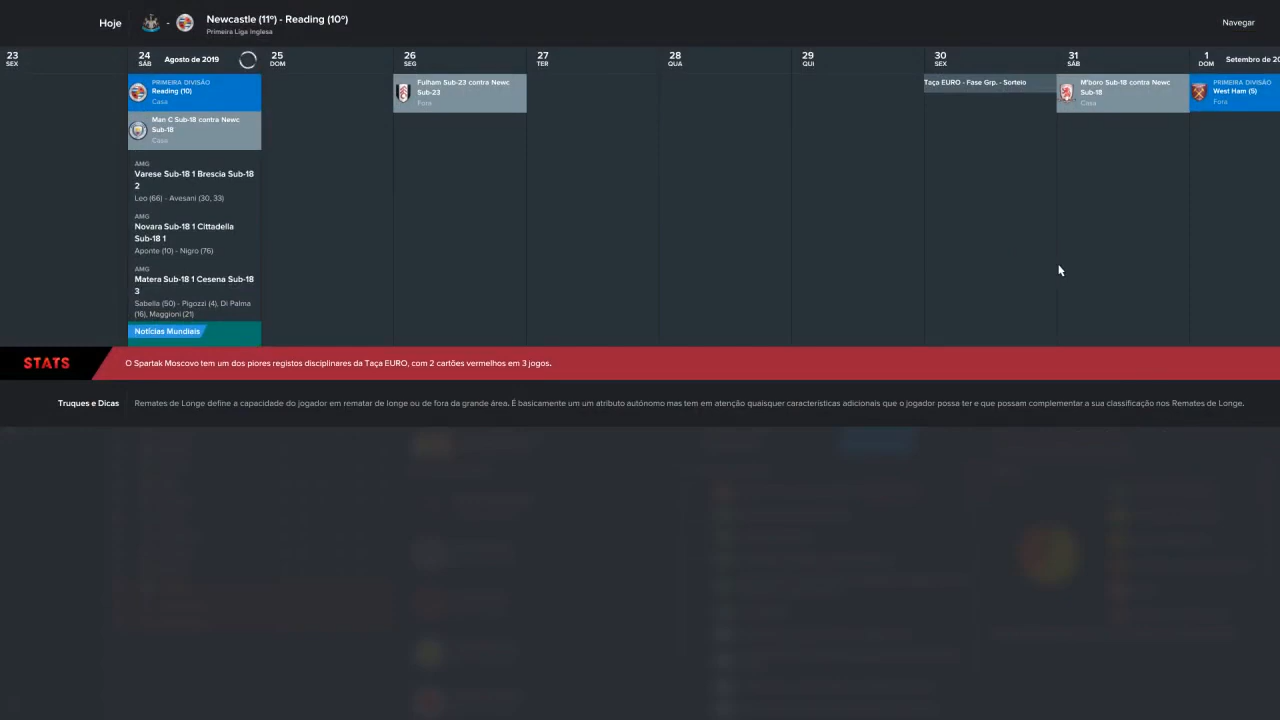 Hoje
Newcastle (11º) - Reading (10º)
Primeira Liga Inglesa
Navegar
23
SEX
24
SÁB
Agosto de 2019
25
DOM
26
SEG
27
TER
28
QUA
29
QUI
30
SEX
31
SÁB
1
DOM
Setembro de 20
PRIMEIRA DIVISÃO
Reading (10)
Casa
Man C Sub-18 contra Newc
Sub-18
Casa
AMG
Varese Sub-18 1 Brescia Sub-18
2
Leo (66) - Avesani (30, 33)
AMG
Novara Sub-18 1 Cittadella
Sub-18 1
Aponte (10) - Nigro (76)
AMG
Matera Sub-18 1 Cesena Sub-18
3
Sabella (50) - Pigozzi (4), Di Palma
(16), Maggioni (21)
Notícias Mundiais
Fulham Sub-23 contra Newc
Sub-23
Fora
Taça EURO - Fase Grp. - Sorteio
M'boro Sub-18 contra Newc
Sub-18
Casa
PRIMEIRA DIVISÃO
West Ham (5)
Fora
STATS
O Spartak Moscovo tem um dos piores registos disciplinares da Taça EURO, com 2 cartões vermelhos em 3 jogos.
Truques e Dicas
Remates de Longe define a capacidade do jogador em rematar de longe ou de fora da grande área. É basicamente um um atributo autónomo mas tem em atenção quaisquer características adicionais que o jogador possa ter e que possam complementar a sua classificação nos Remates de Longe.